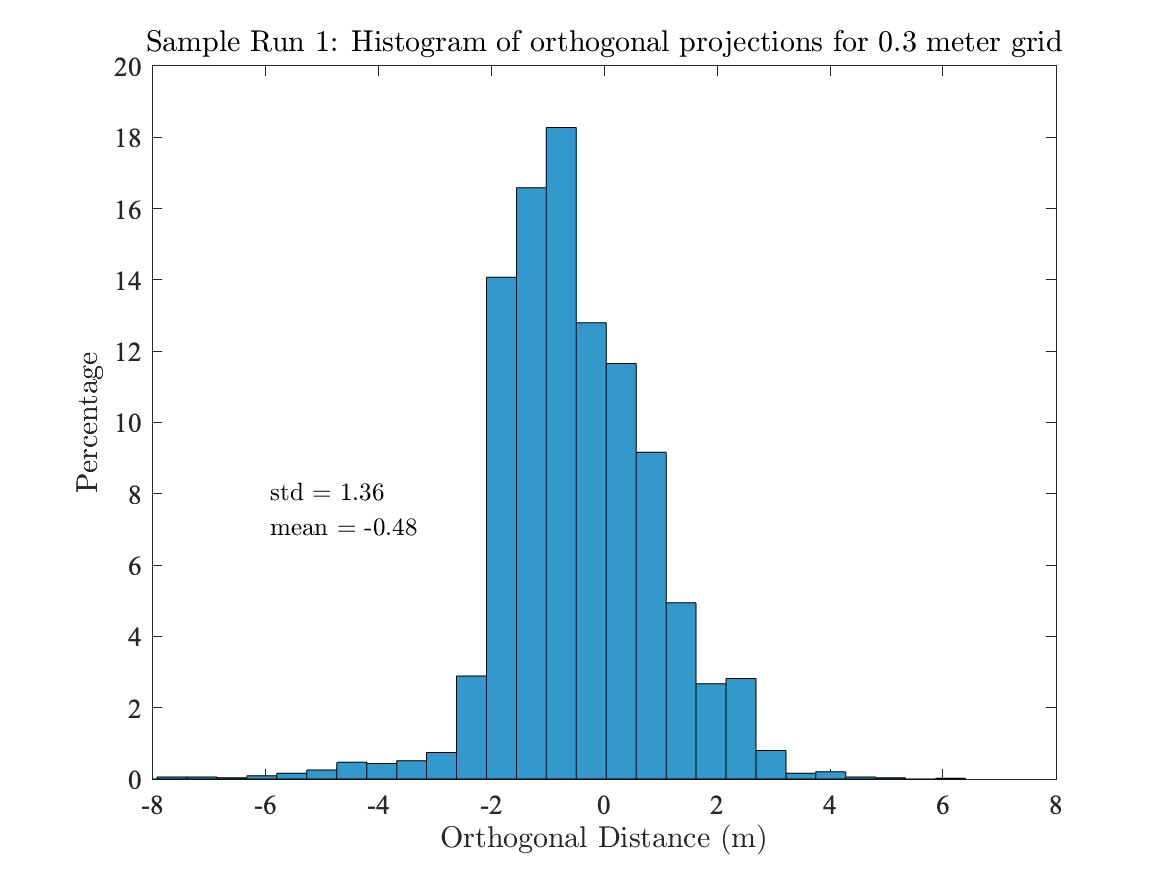 Sample Run 1: Histogram of orthogonal projections for 0.3 meter grid
20
18
16
14
12
10
8
6
4
2
0
Percentage
std = 1.36
mean = -0.48
-8 -6 -4 -2 0 2 4 6 8
Orthogonal Distance (m)